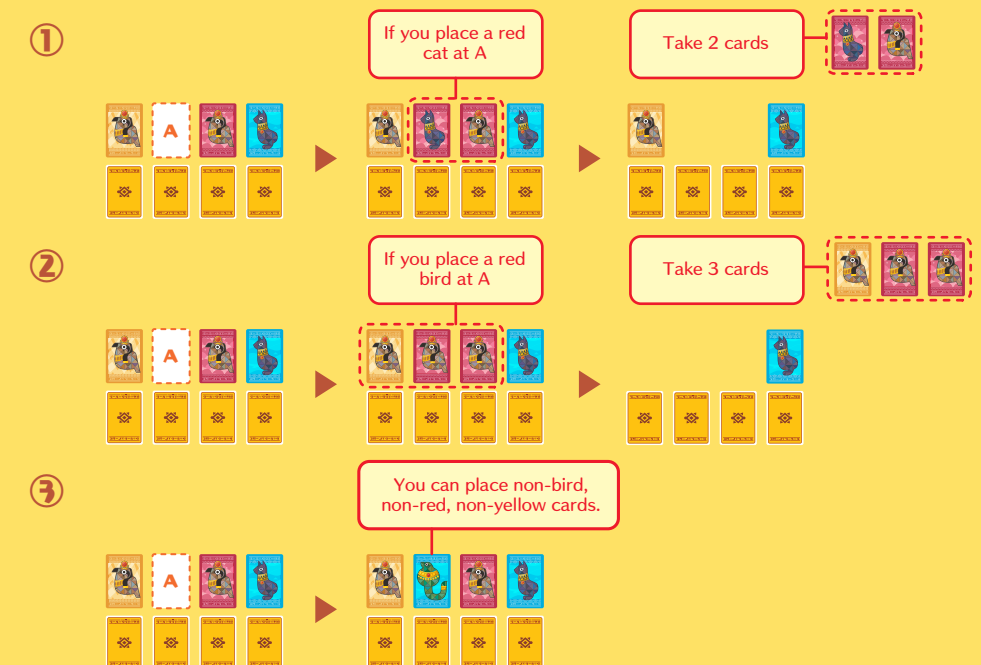 ①
If you place a red
cat at A
Take 2 cards
A
②
If you place a red
bird at A
Take 3 cards
A
③
You can place non-bird,
non-red, non-yellow cards.
A